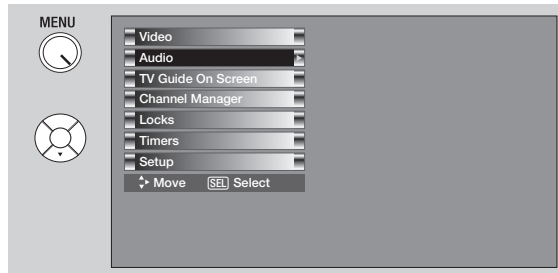 MENU
Video
Audio
TV Guide On Screen
Channel Manager
Locks
Timers
Setup
Move SEL Select